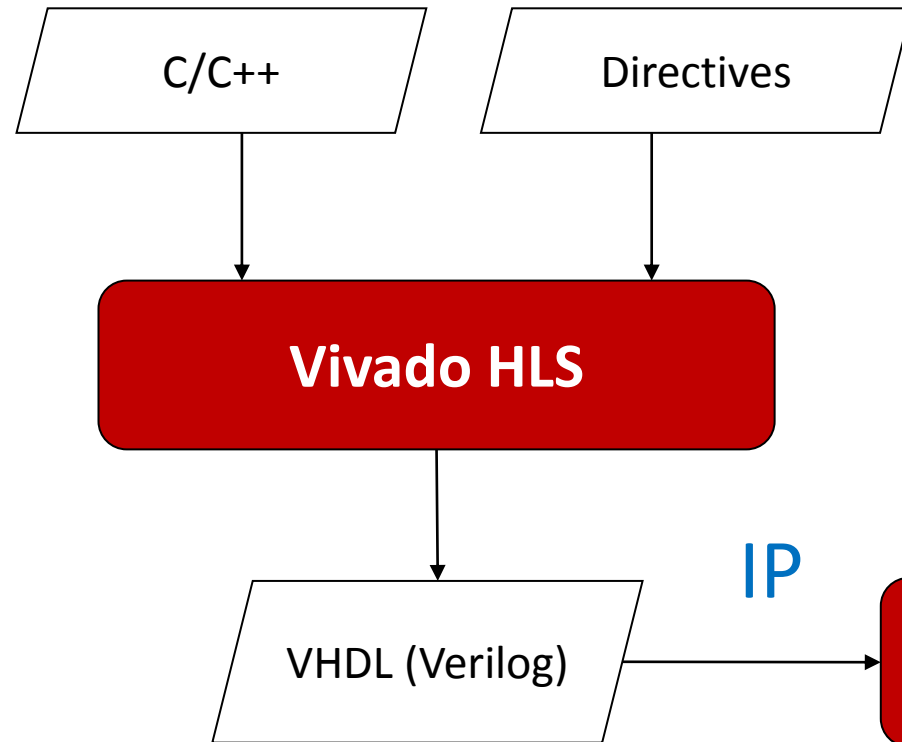 C/C++
Directives
Vivado HLS
IP
VHDL (Verilog)